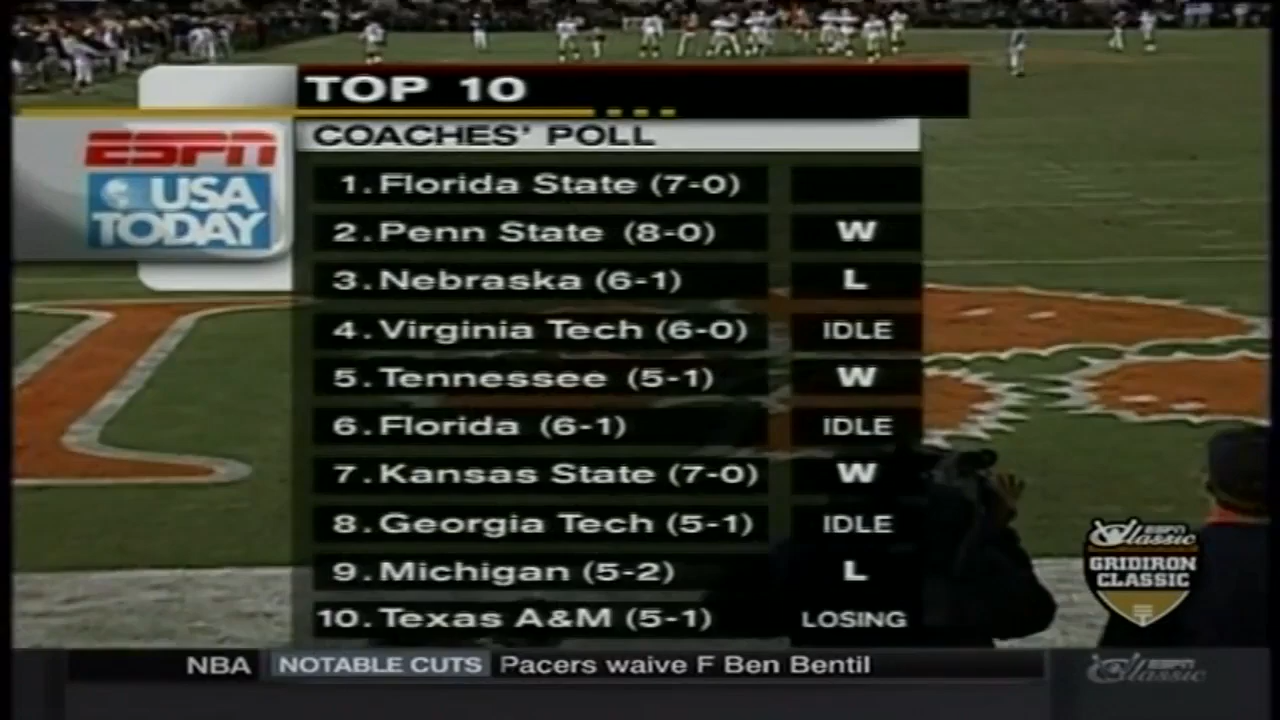 TOP 10
COACHES' POLL
ESPN
USA
TODAY
1. Florida State (7-0)
2. Penn State (8-0) W
3. Nebraska (6-1) L
4. Virginia Tech (6-0) IDLE
5. Tennessee (5-1) W
6. Florida (6-1) IDLE
7. Kansas State (7-0) W
8. Georgia Tech (5-1) IDLE
9. Michigan (5-2) L
10. Texas A&M (5-1) LOSING
ESPN
Classic
GRIDIRON
CLASSIC
NBA NOTABLE CUTS Pacers waive F Ben Bentil
ESPN
Classic